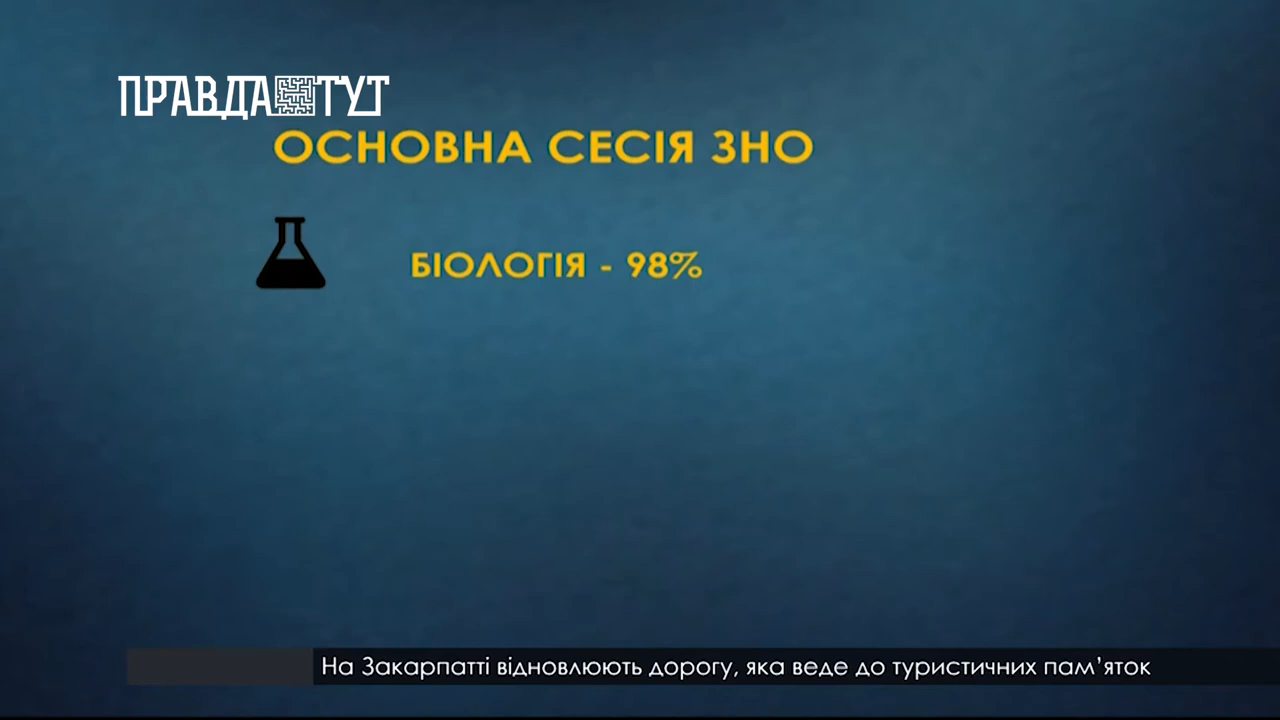 ПРАВДА ТУТ
ОСНОВНА СЕСІЯ ЗНО
БІОЛОГІЯ - 98%
На Закарпатті відновлюють дорогу, яка веде до туристичних пам’яток